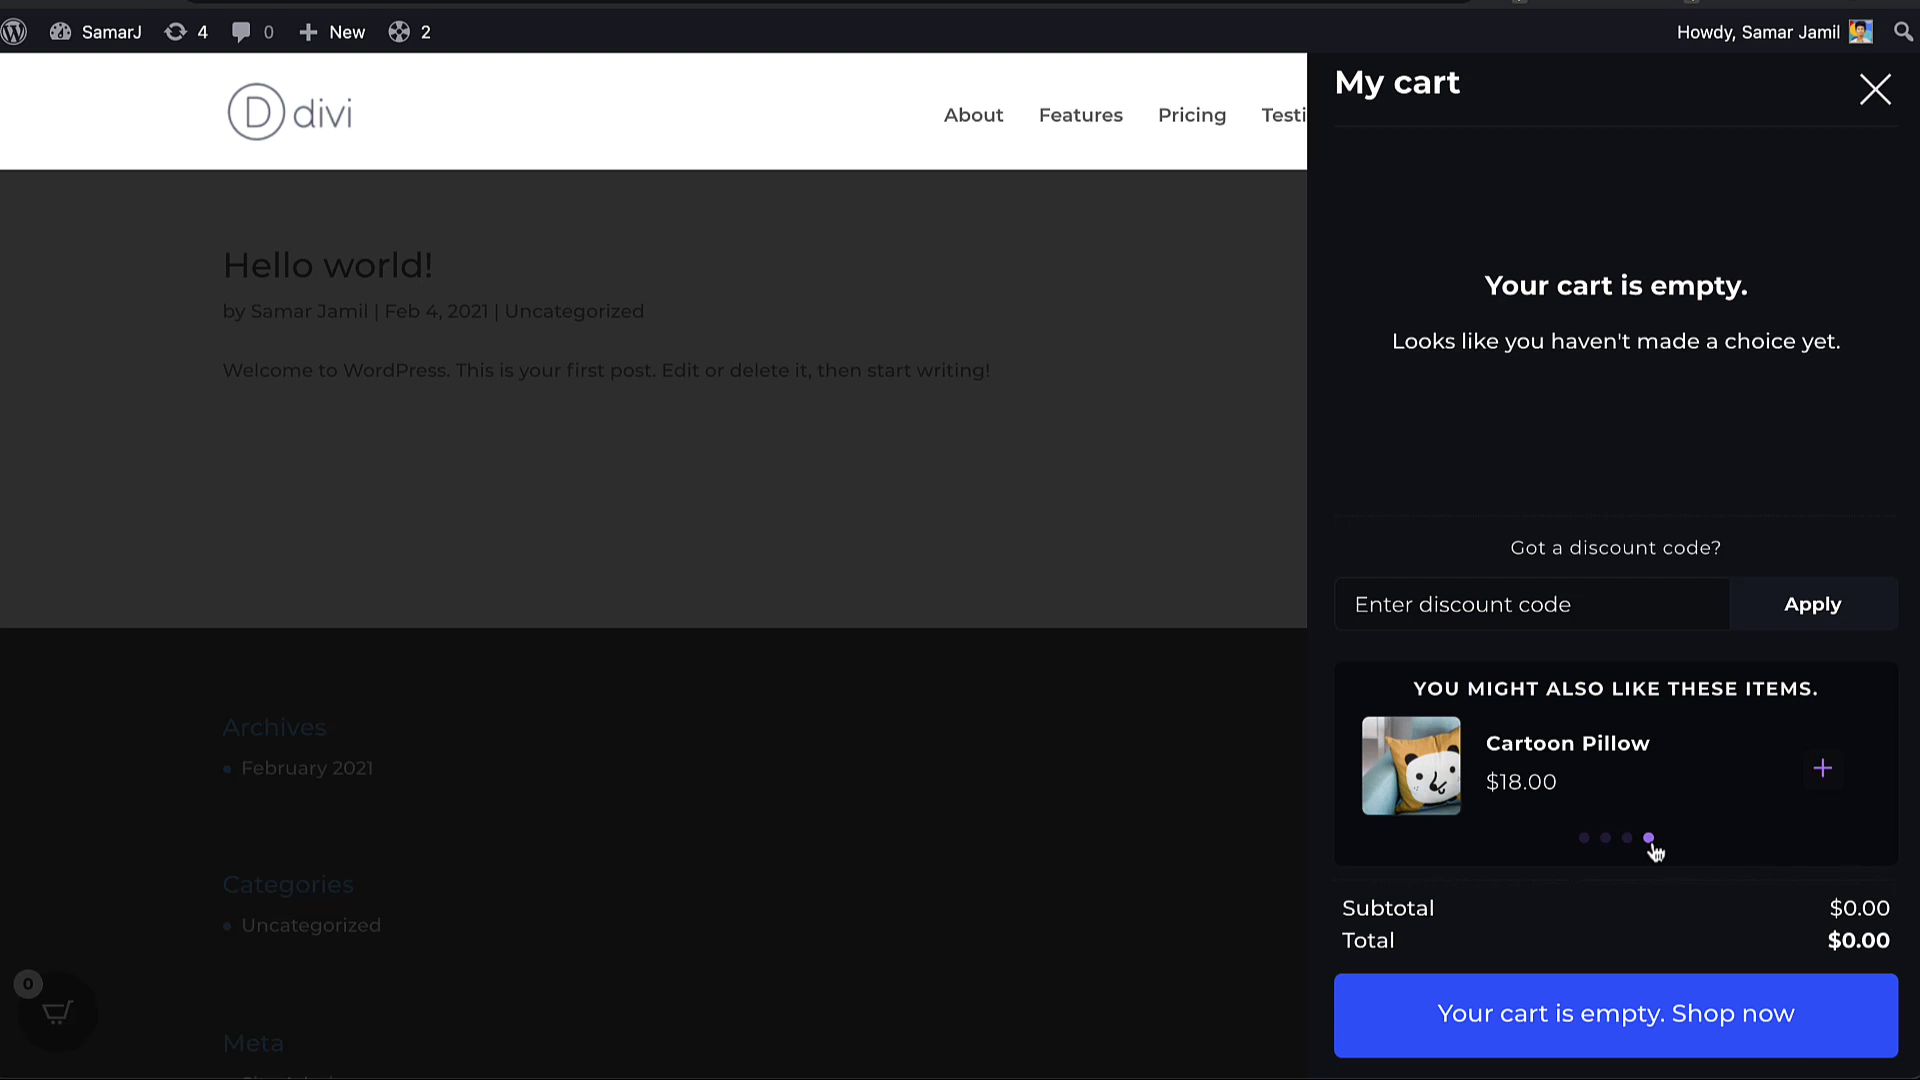 SamarJ 4 0 New 2 Howdy, Samar Jamil
D divi
About Features Pricing Testi
My cart
Hello world!
by Samar Jamil | Feb 4, 2021 | Uncategorized
Welcome to WordPress. This is your first post. Edit or delete it, then start writing!
Your cart is empty.
Looks like you haven't made a choice yet.
Got a discount code?
Enter discount code Apply
YOU MIGHT ALSO LIKE THESE ITEMS.
Cartoon Pillow
$18.00
Archives
February 2021
Categories
Uncategorized
Subtotal $0.00
Total $0.00
0
Your cart is empty. Shop now
Meta